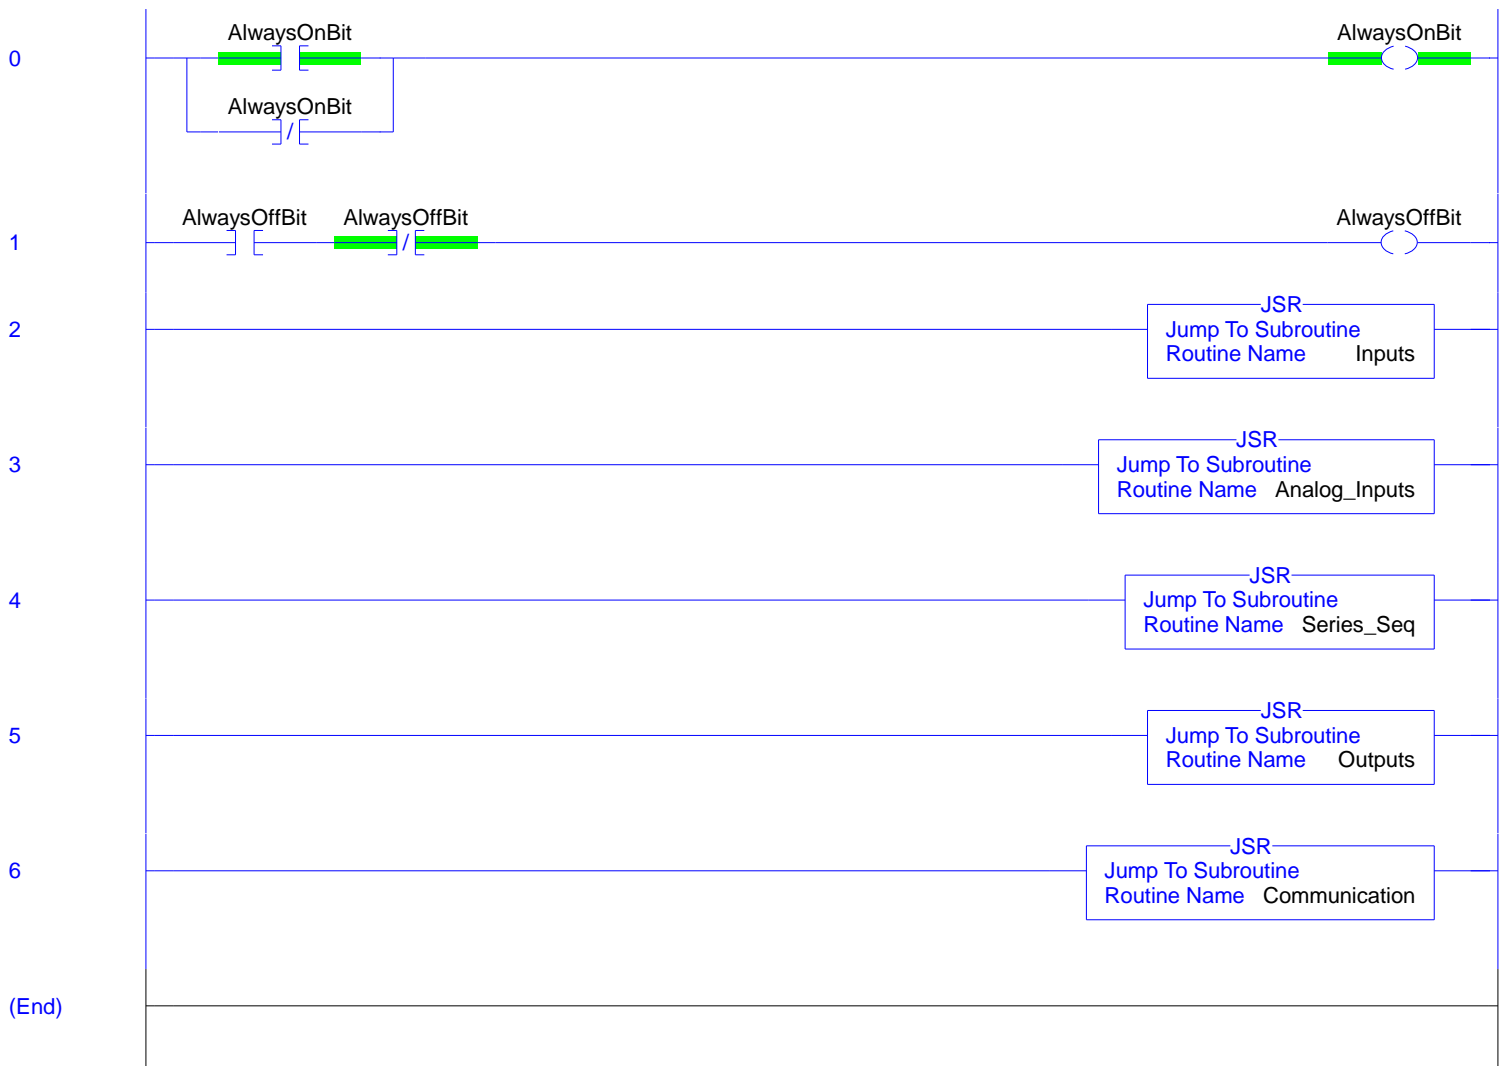 AlwaysOnBit AlwaysOnBit
0
AlwaysOnBit
/
AlwaysOffBit AlwaysOffBit AlwaysOffBit
1 /
JSR
2 Jump To Subroutine
Routine Name Inputs
JSR
3 Jump To Subroutine
Routine Name Analog_Inputs
JSR
4 Jump To Subroutine
Routine Name Series_Seq
JSR
5 Jump To Subroutine
Routine Name Outputs
JSR
6 Jump To Subroutine
Routine Name Communication
(End)